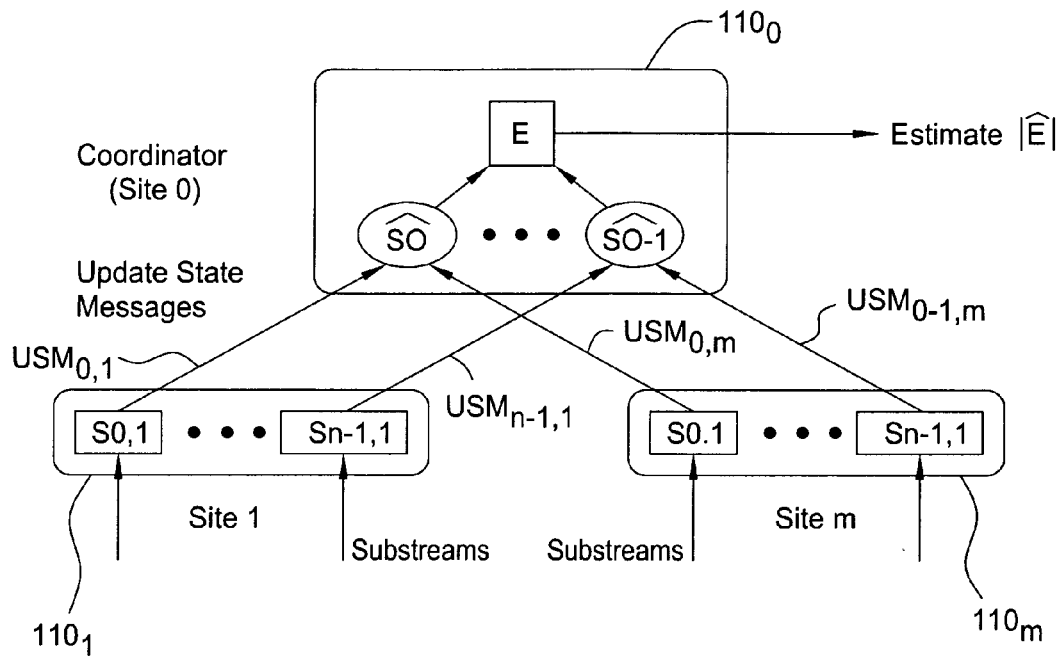 110₀
E
Estimate |Ê|
Coordinator
(Site 0)
ŜO
• • •
ŜO-1
Update State
Messages
USM₀,₁
USMₙ₋₁,₁
USM₀,ₘ
USM₀₋₁,ₘ
S0,1
• • •
Sn-1,1
S0.1
• • •
Sn-1,1
Site 1
Substreams
Substreams
Site m
110₁
110ₘ